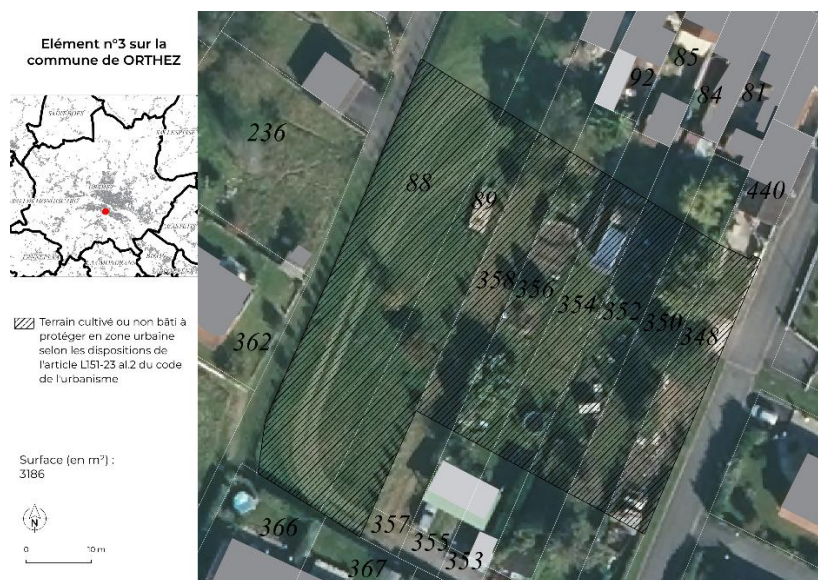 Elément n°3 sur la
commune de ORTHEZ
Terrain cultivé ou non bâti à
protéger en zone urbaine
selon les dispositions de
l'article L151-23 al.2 du code
de l'urbanisme
Surface (en m²) :
3186
N
0 10 m
85
92
84
81
236
88
89
440
358
356
354
352
350
348
362
366
357
355
353
367